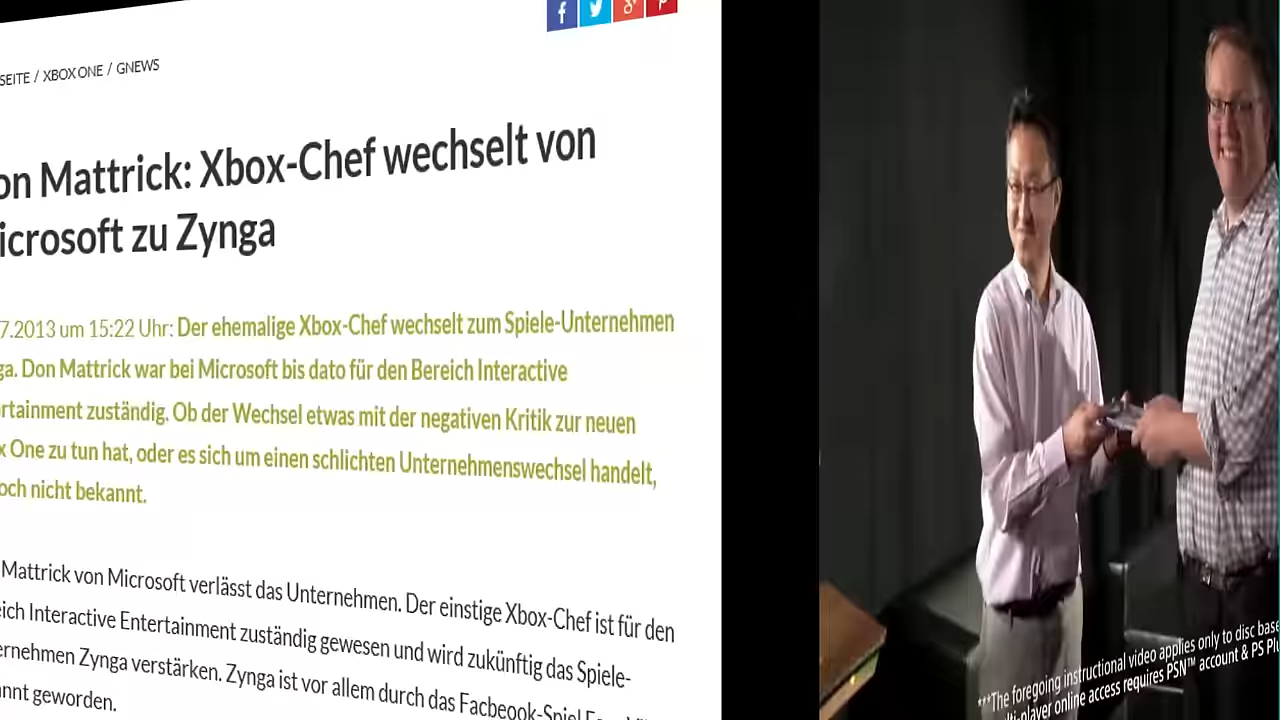 SEITE / XBOX ONE / GNEWS
on Mattrick: Xbox-Chef wechselt von
icrosoft zu Zynga
7.2013 um 15:22 Uhr: Der ehemalige Xbox-Chef wechselt zum Spiele-Unternehmen
ga. Don Mattrick war bei Microsoft bis dato für den Bereich Interactive
rtainment zuständig. Ob der Wechsel etwas mit der negativen Kritik zur neuen
x One zu tun hat, oder es sich um einen schlichten Unternehmenswechsel handelt,
och nicht bekannt.
Mattrick von Microsoft verlässt das Unternehmen. Der einstige Xbox-Chef ist für den
ich Interactive Entertainment zuständig gewesen und wird zukünftig das Spiele-
ernehmen Zynga verstärken. Zynga ist vor allem durch das Facbeook-Spiel
annt geworden.
***The foregoing instructional video applies only to disc base
lti-player online access requires PSN™ account & PS Plu